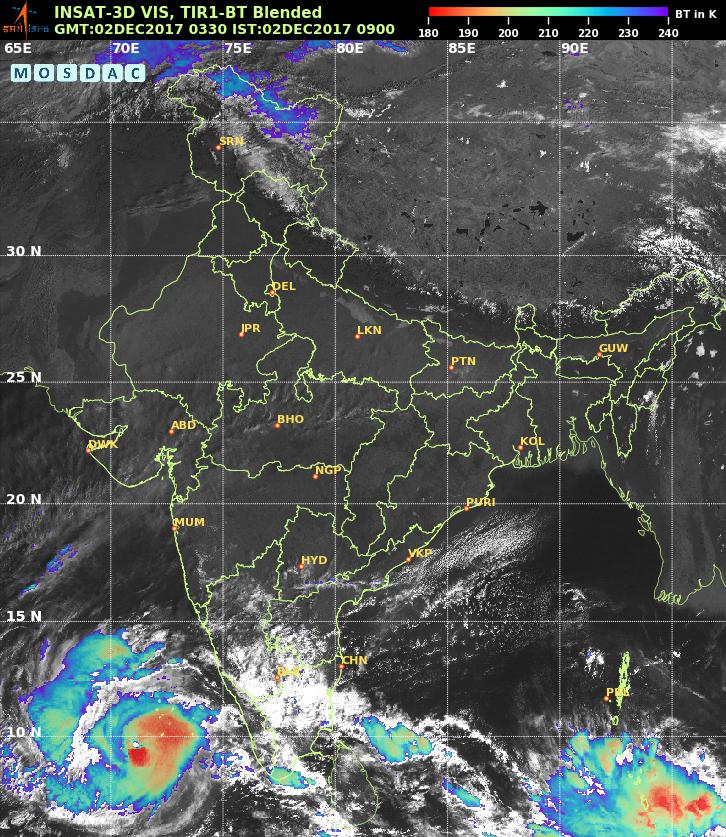 INSAT-3D VIS, TIR1-BT Blended
GMT:02DEC2017 0330 IST:02DEC2017 0900
BT in K
180 190 200 210 220 230 240
65E 70E 75E 80E 85E 90E
MOSDAC
SRN
30 N
DEL
JPR LKN
GUW
PTN
25 N
ABD BHO
DWK KOL
NGP
20 N
PURI
MUM
VKP
HYD
15 N
CHN
PBL
10 N